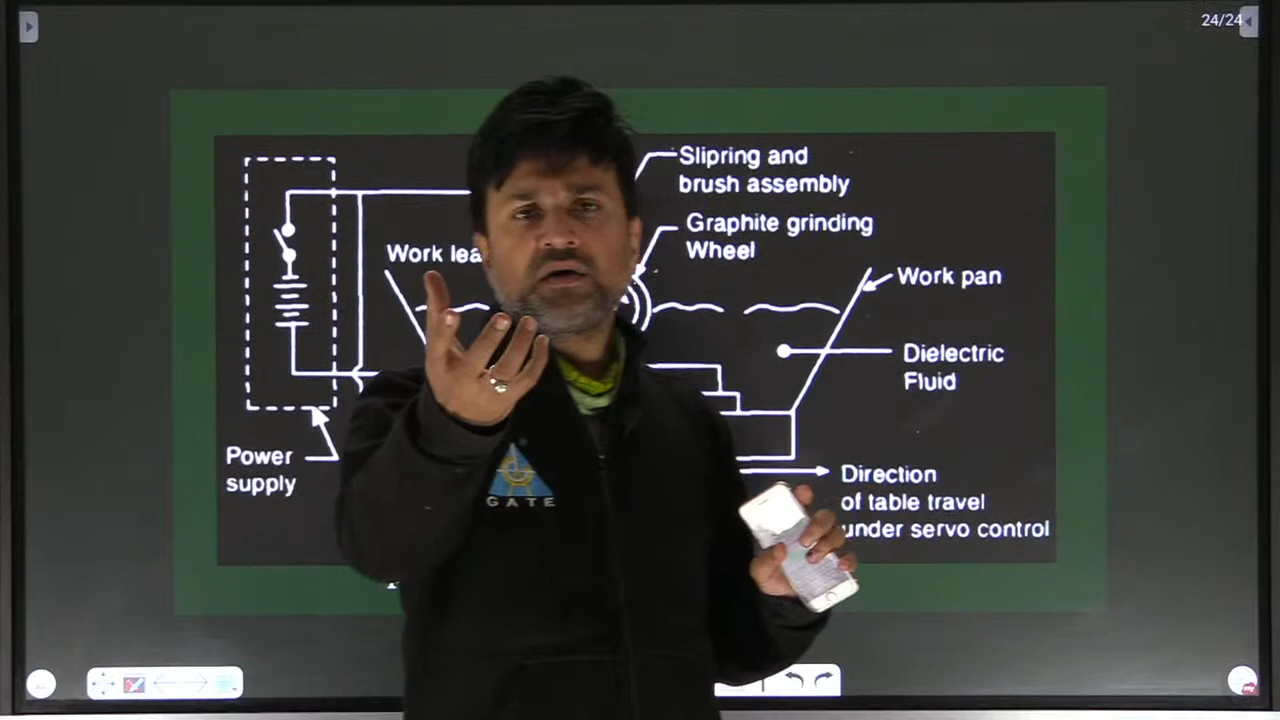 24/24
Slipring and
brush assembly
Graphite grinding
Wheel
Work
Work pan
Dielectric
Fluid
Power
supply
Direction
of table travel
under servo control
GATE